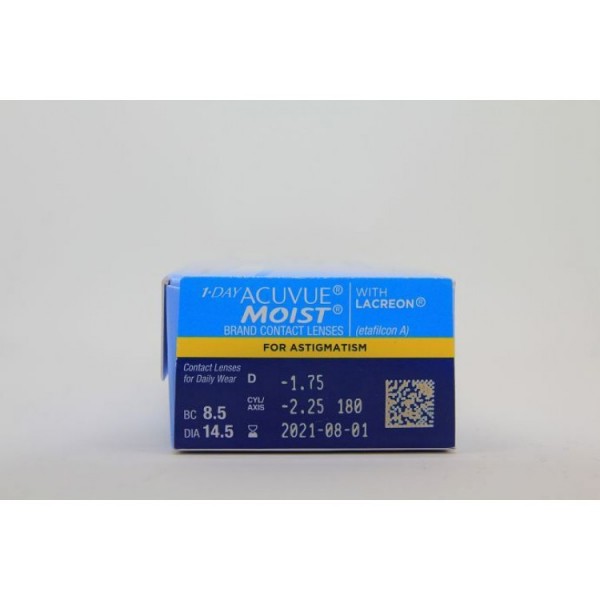 1·DAY ACUVUE®
MOIST®
BRAND CONTACT LENSES
WITH
LACREON®
(etafilcon A)
FOR ASTIGMATISM
Contact Lenses
for Daily Wear
D -1.75
CYL/
AXIS -2.25 180
BC 8.5
DIA 14.5
2021-08-01